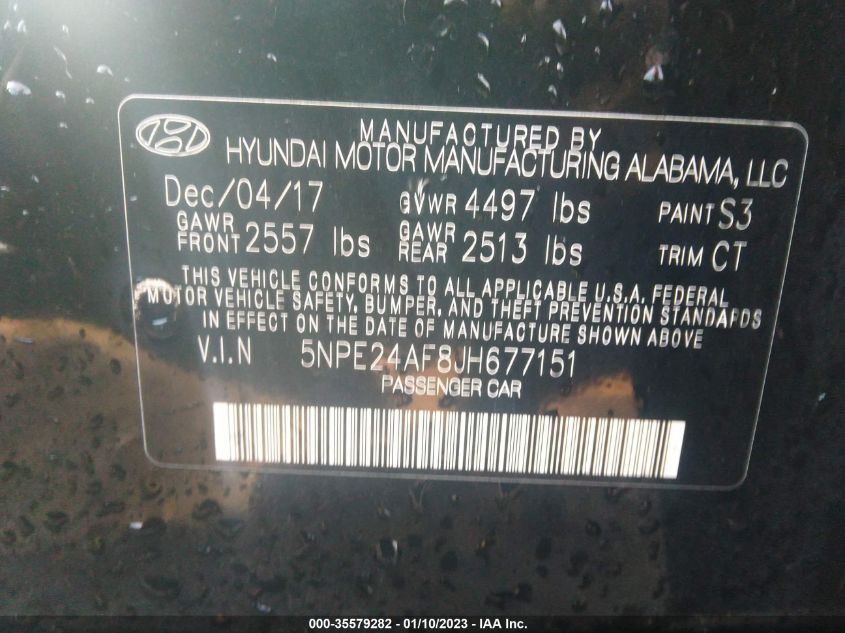 MANUFACTURED BY
HYUNDAI MOTOR MANUFACTURING ALABAMA, LLC
Dec/04/17 GVWR 4497 lbs PAINT S3
GAWR FRONT 2557 lbs GAWR REAR 2513 lbs TRIM CT
THIS VEHICLE CONFORMS TO ALL APPLICABLE U.S.A. FEDERAL
MOTOR VEHICLE SAFETY, BUMPER, AND THEFT PREVENTION STANDARDS
IN EFFECT ON THE DATE OF MANUFACTURE SHOWN ABOVE
V.I.N 5NPE24AF8JH677151
PASSENGER CAR
000-35579282 - 01/10/2023 - IAA Inc.